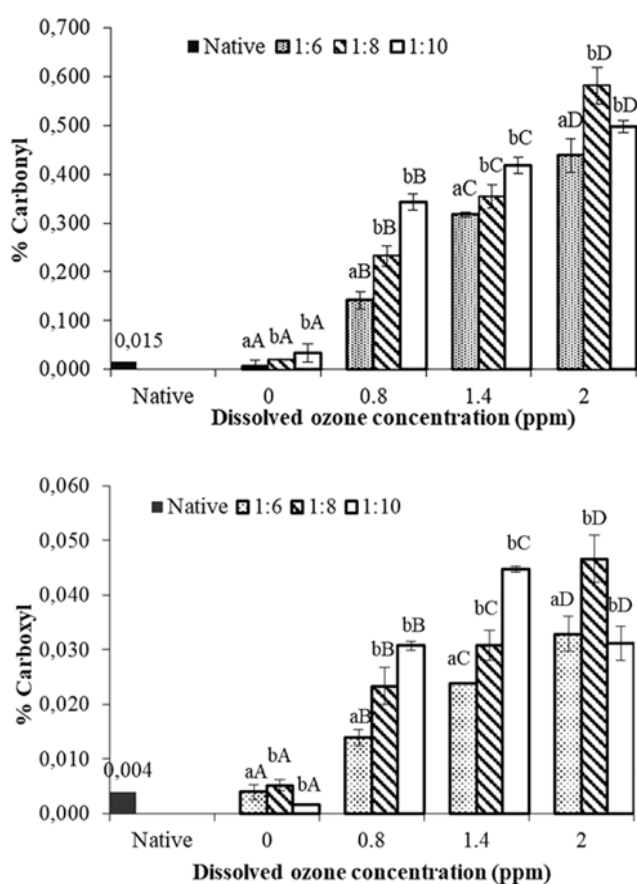 0,700
0,600
0,500
0,400
0,300
0,200
0,100
0,000
% Carbonyl
Native 1:6 1:8 1:10
0,015
aA bA bA
aB bB bB
aC bC bC
aD bD bD
Native 0 0.8 1.4 2
Dissolved ozone concentration (ppm)
0,060
0,050
0,040
0,030
0,020
0,010
0,000
% Carboxyl
Native 1:6 1:8 1:10
0,004
aA bA bA
aB bB bB
aC bC bC
aD bD bD
Native 0 0.8 1.4 2
Dissolved ozone concentration (ppm)